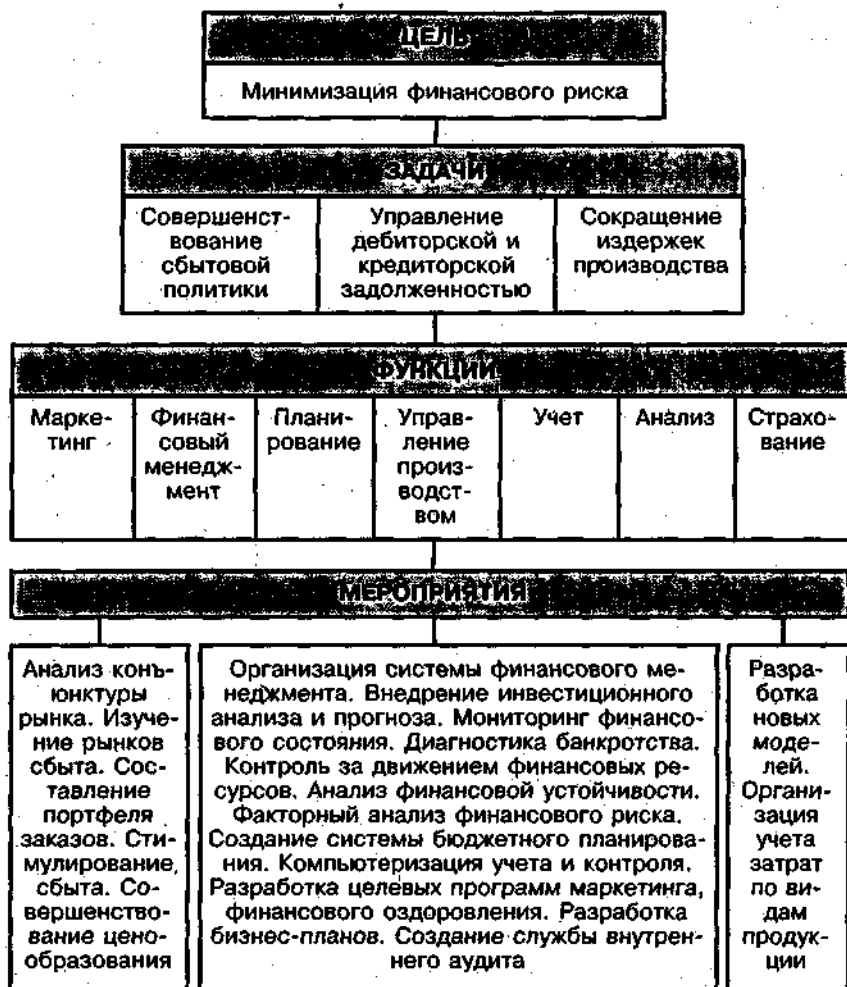 ЦЕЛЬ
Минимизация финансового риска
ЗАДАЧИ
Совершенст-
вование
сбытовой
политики
Управление
дебиторской и
кредиторской
задолженностью
Сокращение
издержек
производства
ФУНКЦИИ
Марке-
тинг
Финан-
совый
менедж-
мент
Плани-
рование
Управ-
ление
произ-
водст-
вом
Учет
Анализ
Страхо-
вание
МЕРОПРИЯТИЯ
Анализ конъ-
юнктуры
рынка. Изуче-
ние рынков
сбыта. Сос-
тавление
портфеля
заказов. Сти-
мулирование
сбыта. Со-
вершенство-
вание цено-
образования
Организация системы финансового ме-
неджмента. Внедрение инвестиционного
анализа и прогноза. Мониторинг финансо-
вого состояния. Диагностика банкротства.
Контроль за движением финансовых ре-
сурсов. Анализ финансовой устойчивости.
Факторный анализ финансового риска.
Создание системы бюджетного планирова-
ния. Компьютеризация учета и контроля.
Разработка целевых программ маркетинга,
финансового оздоровления. Разработка
бизнес-планов. Создание службы внутрен-
него аудита
Разра-
ботка
новых
моде-
лей.
Органи-
зация
учета
затрат
по ви-
дам
продук-
ции